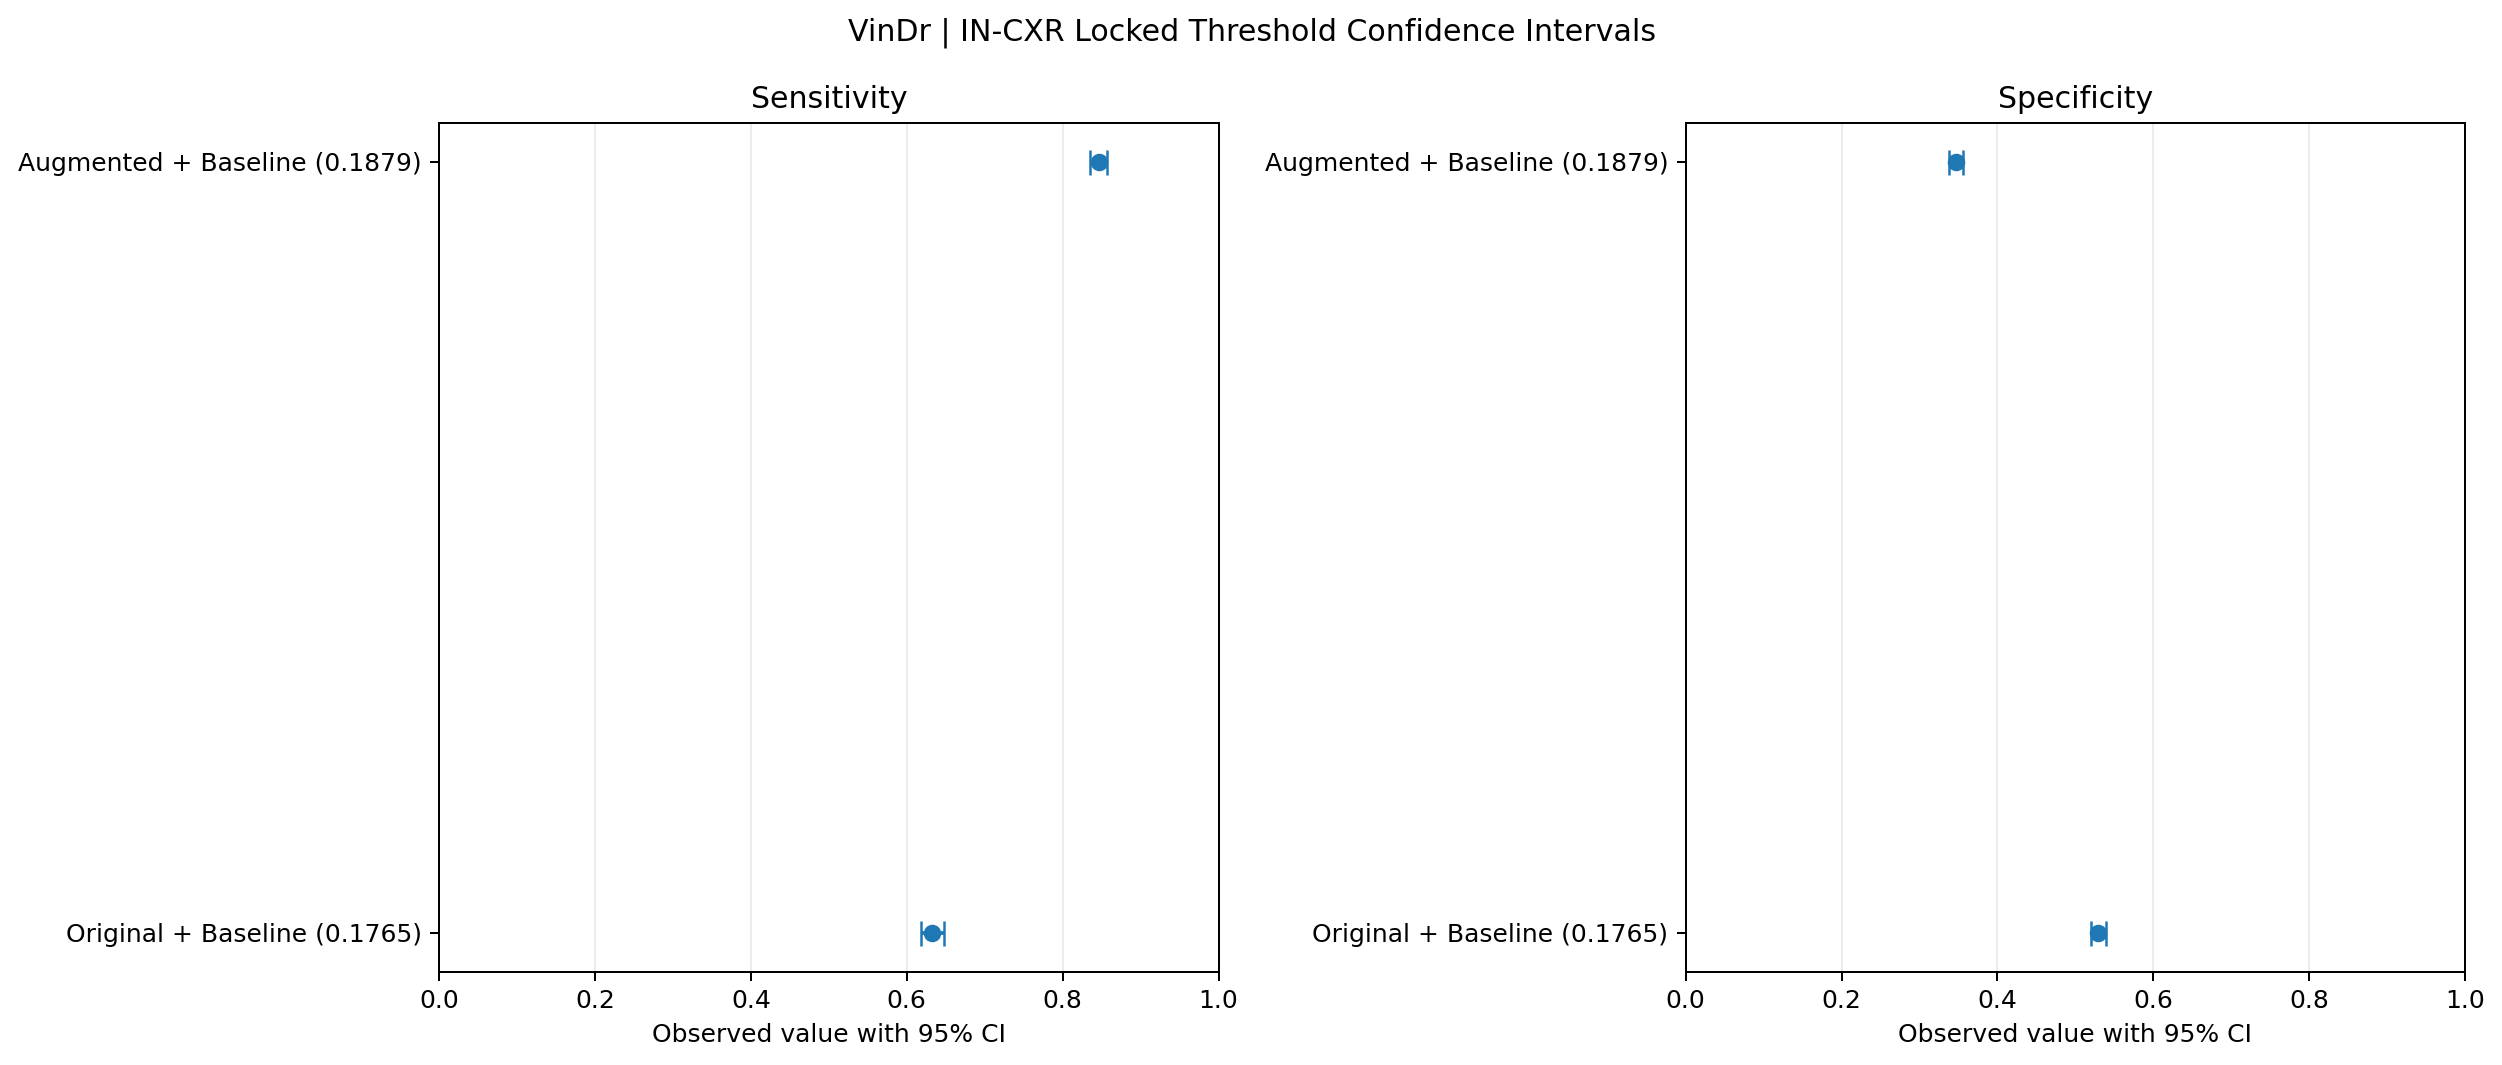 VinDr | IN-CXR Locked Threshold Confidence Intervals
Sensitivity
Augmented + Baseline (0.1879)
Original + Baseline (0.1765)
0.0 0.2 0.4 0.6 0.8 1.0
Observed value with 95% CI
Specificity
Augmented + Baseline (0.1879)
Original + Baseline (0.1765)
0.0 0.2 0.4 0.6 0.8 1.0
Observed value with 95% CI